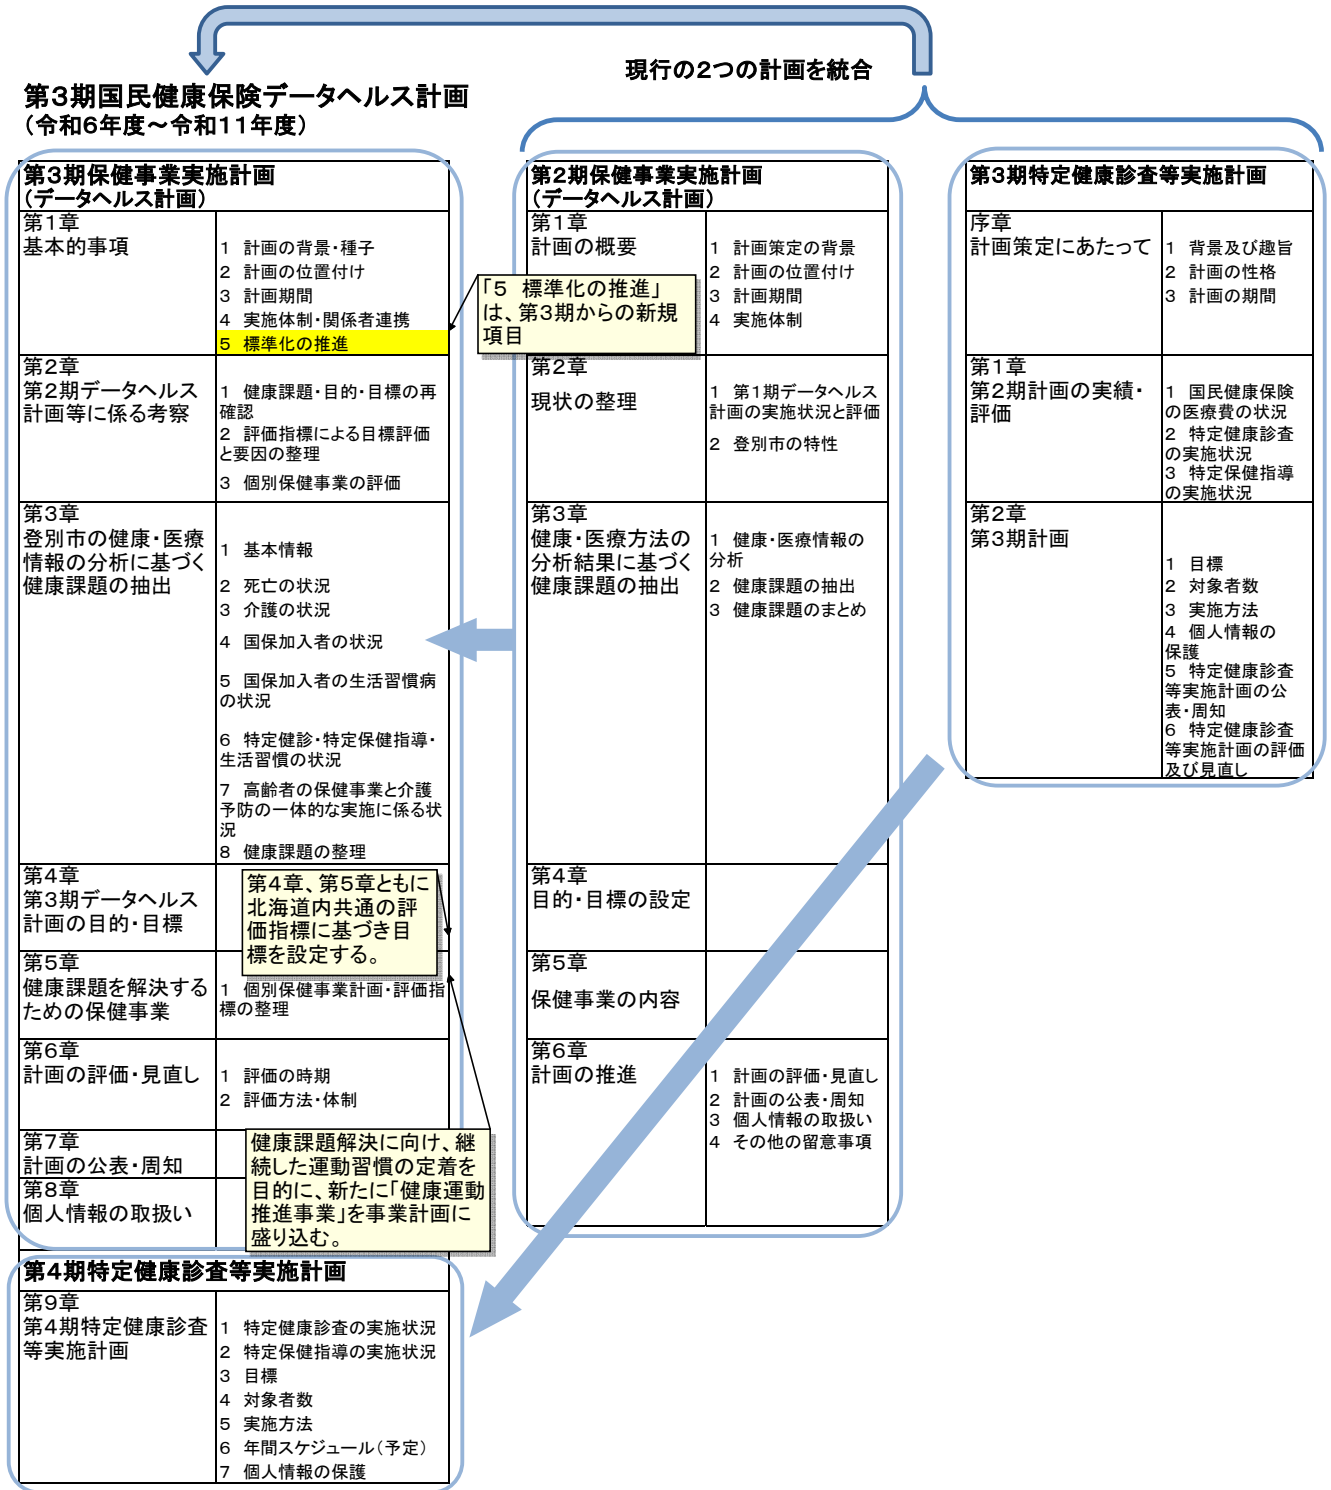 現行の2つの計画を統合
第3期国民健康保険データヘルス計画
(令和6年度～令和11年度)
第3期保健事業実施計画
(データヘルス計画)
第1章
基本的事項
1 計画の背景・種子
2 計画の位置付け
3 計画期間
4 実施体制・関係者連携
5 標準化の推進
「5 標準化の推進」
は、第3期からの新規
項目
第2章
第2期データヘルス
計画等に係る考察
1 健康課題・目的・目標の再
確認
2 評価指標による目標評価
と要因の整理
3 個別保健事業の評価
第3章
登別市の健康・医療
情報の分析に基づく
健康課題の抽出
1 基本情報
2 死亡の状況
3 介護の状況
4 国保加入者の状況
5 国保加入者の生活習慣病
の状況
6 特定健診・特定保健指導・
生活習慣の状況
7 高齢者の保健事業と介護
予防の一体的な実施に係る状
況
8 健康課題の整理
第4章
第3期データヘルス
計画の目的・目標
第4章、第5章ともに
北海道内共通の評
価指標に基づき目
標を設定する。
第5章
健康課題を解決する
ための保健事業
1 個別保健事業計画・評価指
標の整理
第6章
計画の評価・見直し
1 評価の時期
2 評価方法・体制
第7章
計画の公表・周知
第8章
個人情報の取扱い
健康課題解決に向け、継
続した運動習慣の定着を
目的に、新たに「健康運動
推進事業」を事業計画に
盛り込む。
第4期特定健康診査等実施計画
第9章
第4期特定健康診査
等実施計画
1 特定健康診査の実施状況
2 特定保健指導の実施状況
3 目標
4 対象者数
5 実施方法
6 年間スケジュール(予定)
7 個人情報の保護
第2期保健事業実施計画
(データヘルス計画)
第1章
計画の概要
1 計画策定の背景
2 計画の位置付け
3 計画期間
4 実施体制
第2章
現状の整理
1 第1期データヘルス
計画の実施状況と評価
2 登別市の特性
第3章
健康・医療方法の
分析結果に基づく
健康課題の抽出
1 健康・医療情報の
分析
2 健康課題の抽出
3 健康課題のまとめ
第4章
目的・目標の設定
第5章
保健事業の内容
第6章
計画の推進
1 計画の評価・見直し
2 計画の公表・周知
3 個人情報の取扱い
4 その他の留意事項
第3期特定健康診査等実施計画
序章
計画策定にあたって
1 背景及び趣旨
2 計画の性格
3 計画の期間
第1章
第2期計画の実績・
評価
1 国民健康保険
の医療費の状況
2 特定健康診査
の実施状況
3 特定保健指導
の実施状況
第2章
第3期計画
1 目標
2 対象者数
3 実施方法
4 個人情報の
保護
5 特定健康診査
等実施計画の公
表・周知
6 特定健康診査
等実施計画の評価
及び見直し